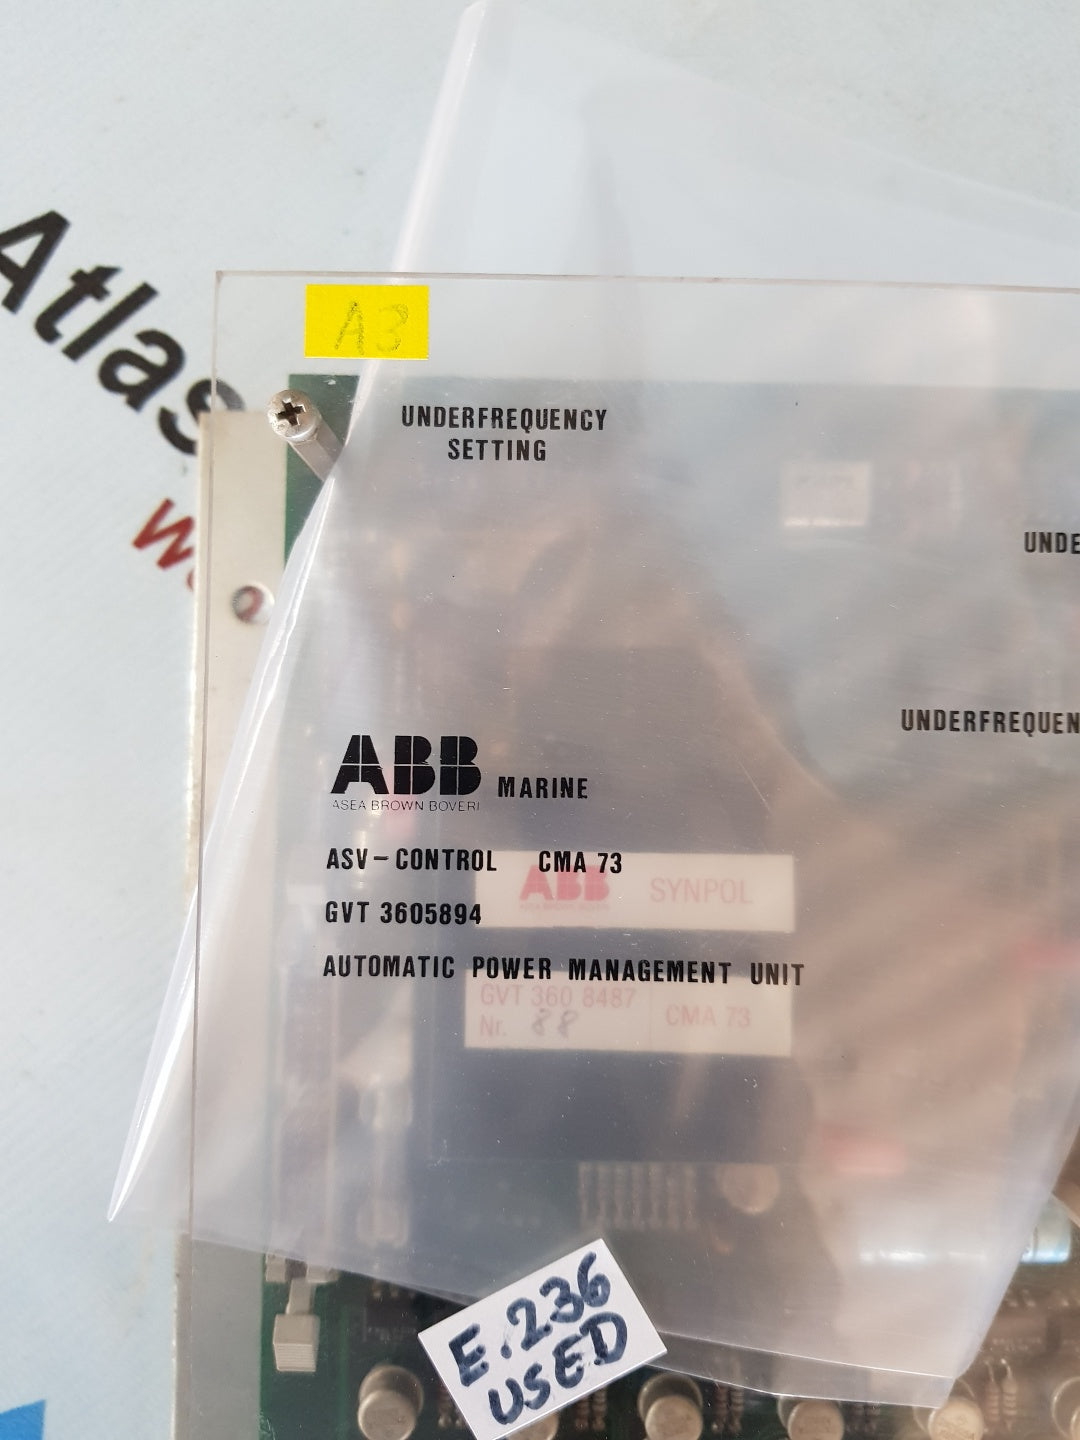 Atlas
A3
UNDERFREQUENCY
SETTING
UNDE
UNDERFREQUEN
ABB MARINE
ASEA BROWN BOVERI
ASV-CONTROL CMA 73
ABB SYNPOL
GVT 3605894
AUTOMATIC POWER MANAGEMENT UNIT
GVT 360 8487
Nr. 88 CMA 73
E.236
USED